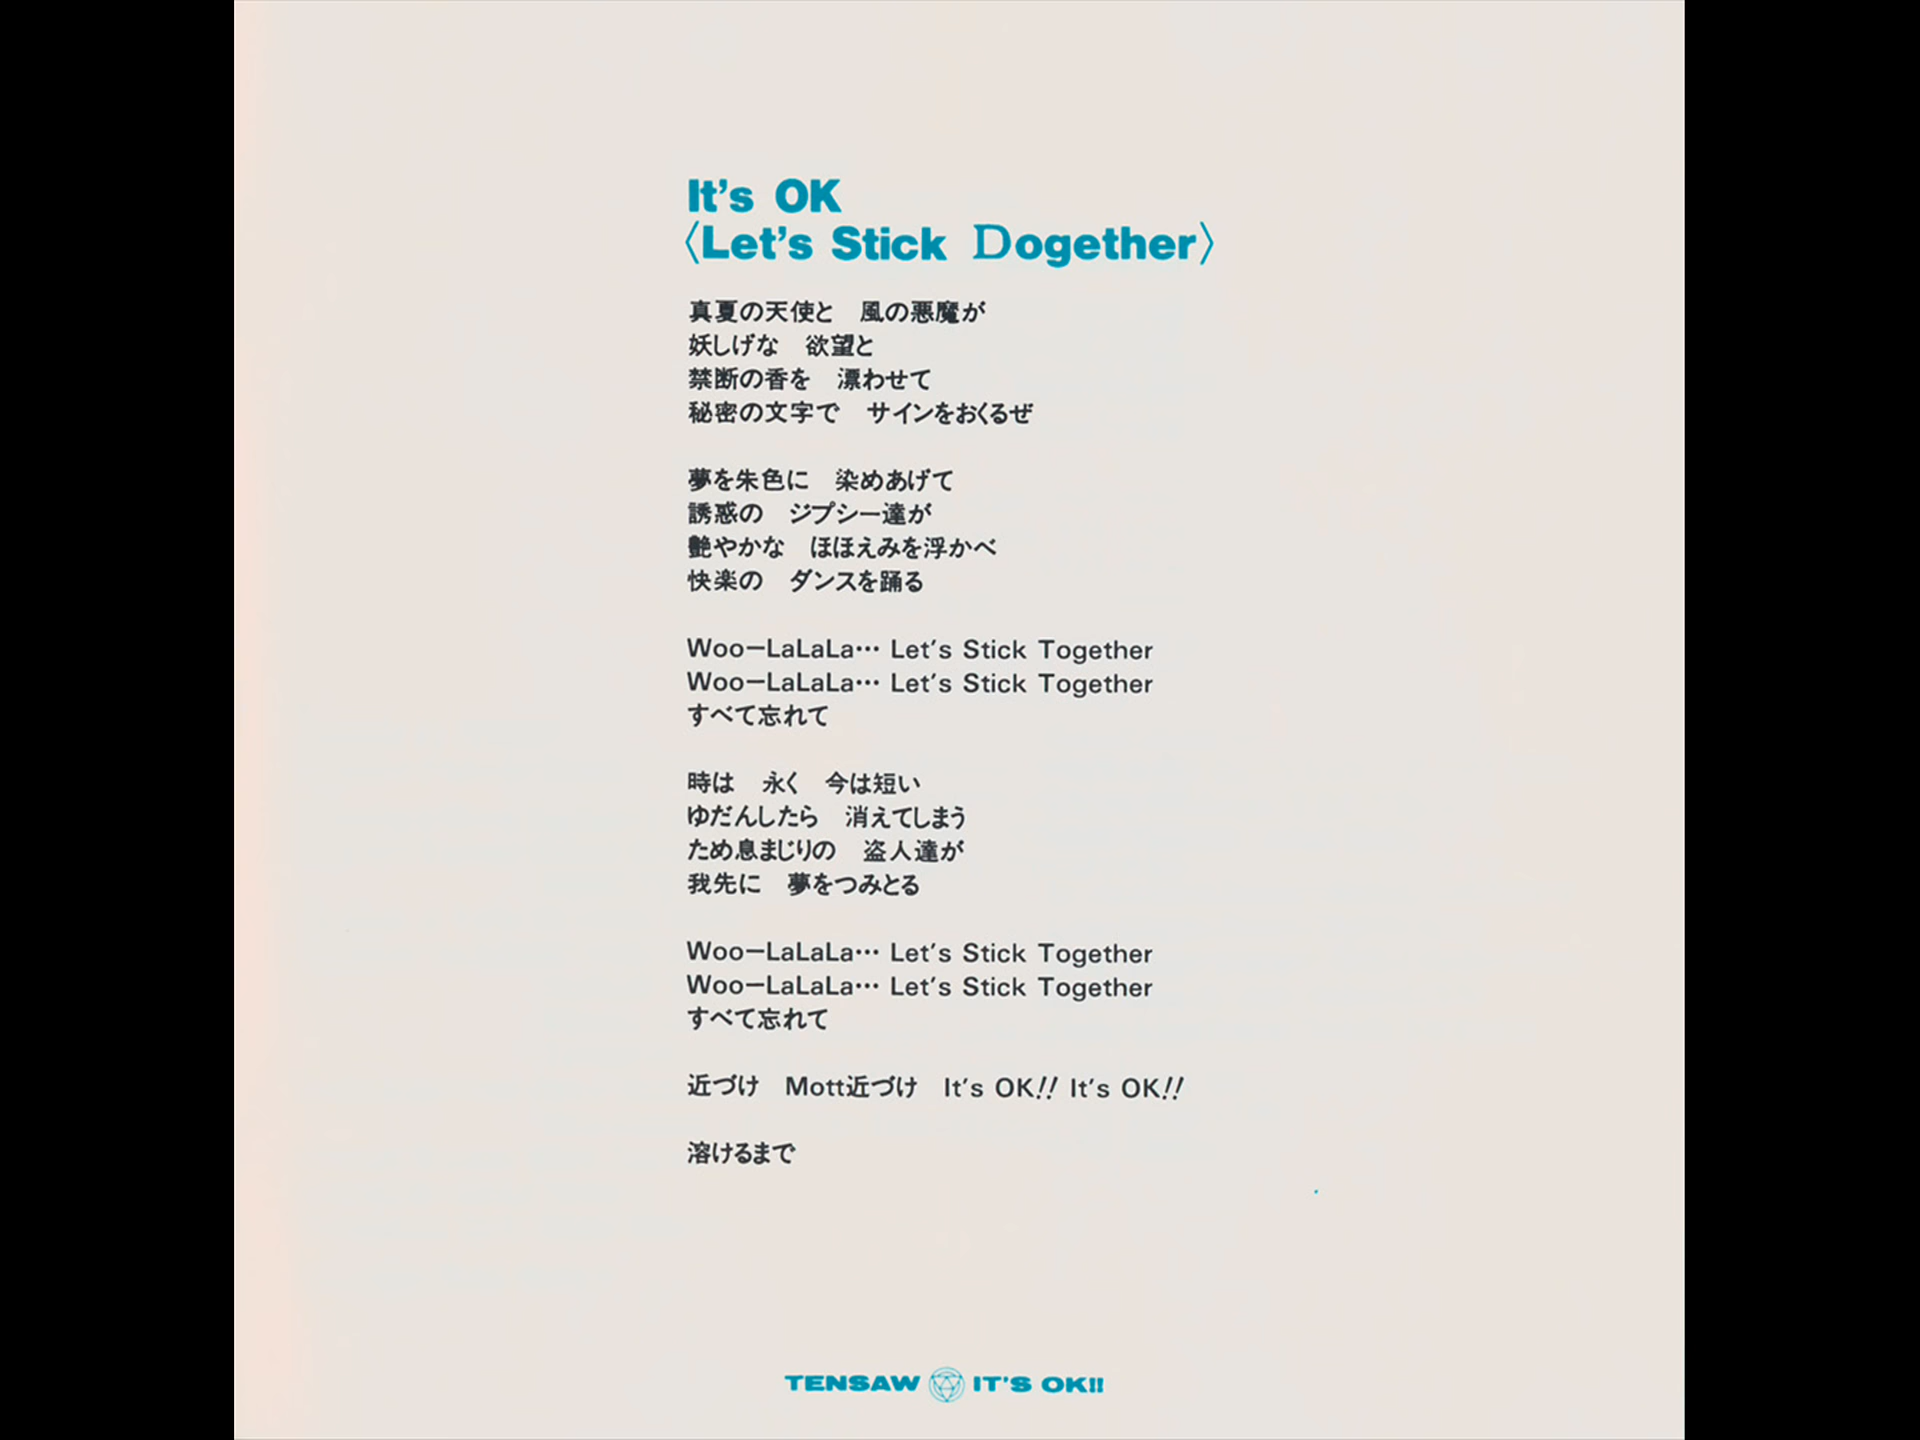 It's OK
〈Let's Stick Dogether〉
真夏の天使と　風の悪魔が
妖しげな　欲望と
禁断の香を　漂わせて
秘密の文字で　サインをおくるぜ
夢を朱色に　染めあげて
誘惑の　ジプシー達が
艶やかな　ほほえみを浮かべ
快楽の　ダンスを踊る
Woo—LaLaLa… Let's Stick Together
Woo—LaLaLa… Let's Stick Together
すべて忘れて
時は　永く　今は短い
ゆだんしたら　消えてしまう
ため息まじりの　盗人達が
我先に　夢をつみとる
Woo—LaLaLa… Let's Stick Together
Woo—LaLaLa… Let's Stick Together
すべて忘れて
近づけ　Mott近づけ　It's OK!! It's OK!!
溶けるまで
TENSAW IT'S OK!!